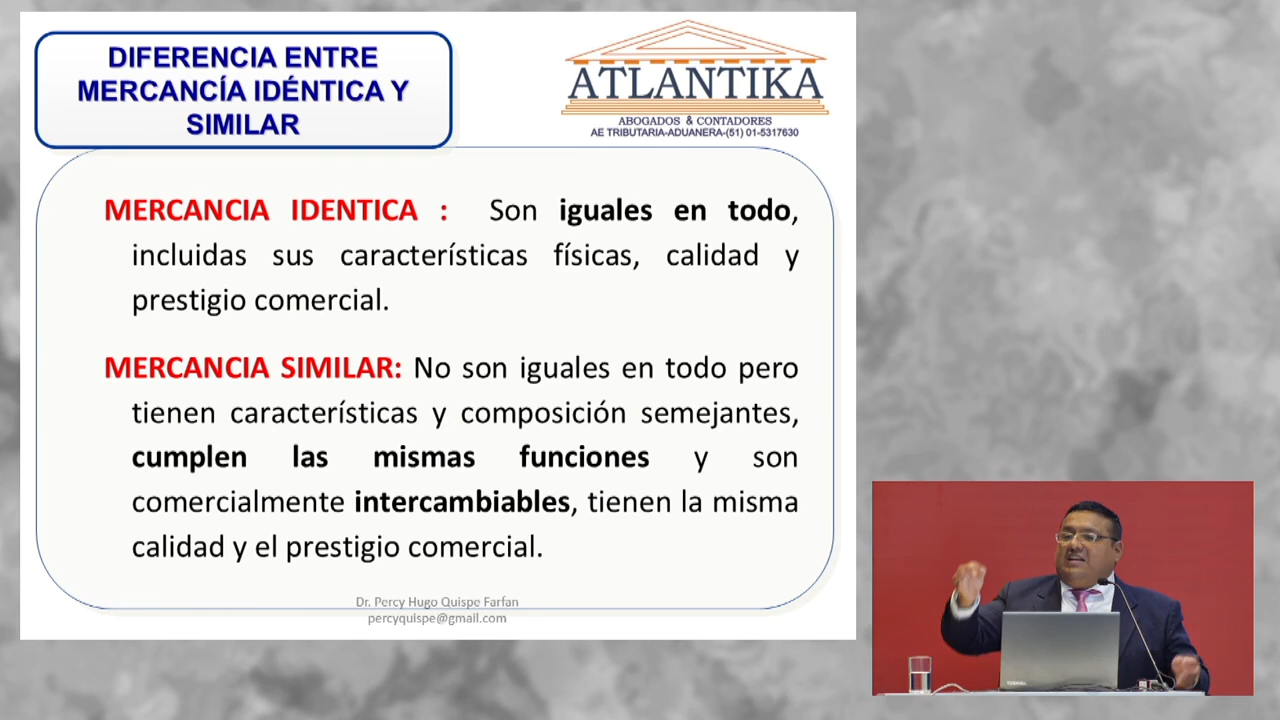 DIFERENCIA ENTRE
MERCANCÍA IDÉNTICA Y
SIMILAR
ATLANTIKA
ABOGADOS & CONTADORES
AE TRIBUTARIA-ADUANERA-(51) 01-5317630
MERCANCIA IDENTICA : Son iguales en todo,
incluidas sus características físicas, calidad y
prestigio comercial.
MERCANCIA SIMILAR: No son iguales en todo pero
tienen características y composición semejantes,
cumplen las mismas funciones y son
comercialmente intercambiables, tienen la misma
calidad y el prestigio comercial.
Dr. Percy Hugo Quispe Farfan
percyquispe@gmail.com
TOSHIBA